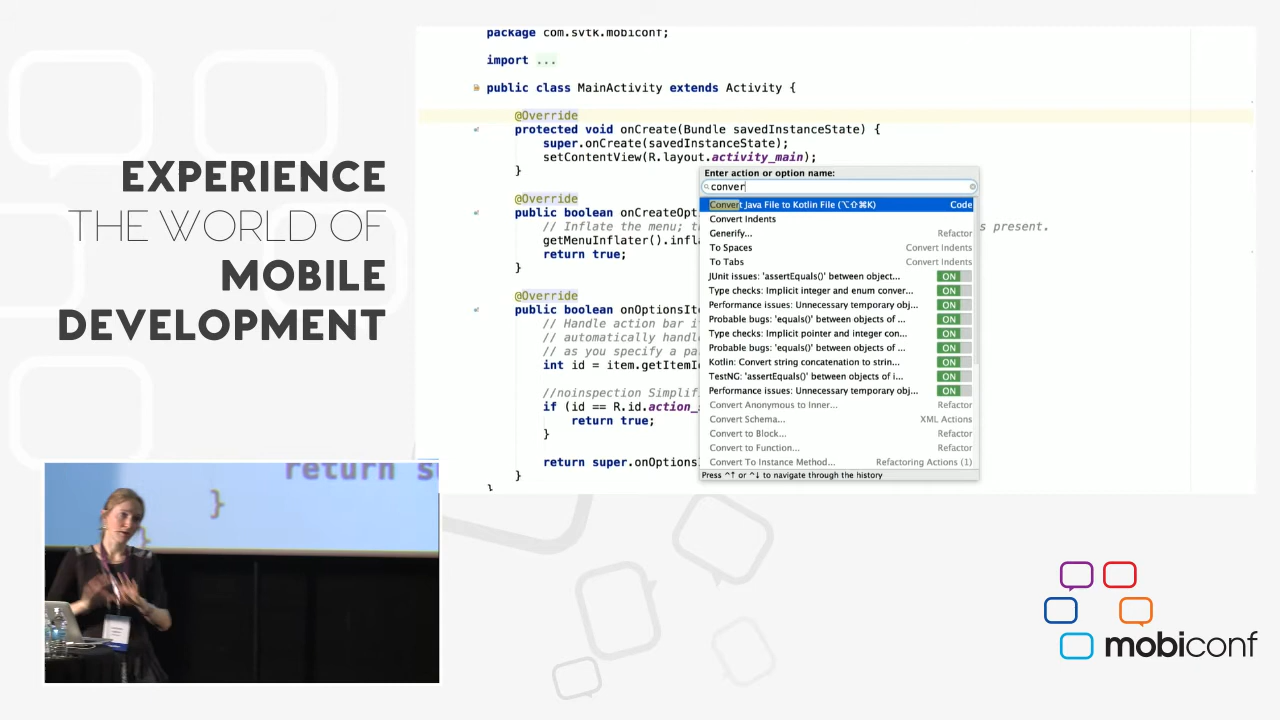 EXPERIENCE
THE WORLD OF
MOBILE
DEVELOPMENT
package com.svtk.mobiconf;
import ...
public class MainActivity extends Activity {
@Override
protected void onCreate(Bundle savedInstanceState) {
super.onCreate(savedInstanceState);
setContentView(R.layout.activity_main);
}
@Override
public boolean onCreateOpti
// Inflate the menu; t s present.
getMenuInflater().infl
return true;
}
@Override
public boolean onOptionsIte
// Handle action bar i
// automatically handl
// as you specify a pa
int id = item.getItemI
//noinspection Simplif
if (id == R.id.action_
return true;
}
return super.onOptions
}
}
Enter action or option name:
conver
Convert Java File to Kotlin File (⌥⇧⌘K) Code
Convert Indents
Generify... Refactor
To Spaces Convert Indents
To Tabs Convert Indents
JUnit issues: 'assertEquals()' between object... ON
Type checks: Implicit integer and enum conver... ON
Performance issues: Unnecessary temporary obj... ON
Probable bugs: 'equals()' between objects of ... ON
Type checks: Implicit pointer and integer con... ON
Probable bugs: 'equals()' between objects of ... ON
Kotlin: Convert string concatenation to strin... ON
TestNG: 'assertEquals()' between objects of i... ON
Performance issues: Unnecessary temporary obj... ON
Convert Anonymous to Inner... Refactor
Convert Schema... XML Actions
Convert to Block... Refactor
Convert to Function... Refactor
Convert To Instance Method... Refactoring Actions (1)
Press ^↑ or ^↓ to navigate through the history
return s
}
}
mobiconf